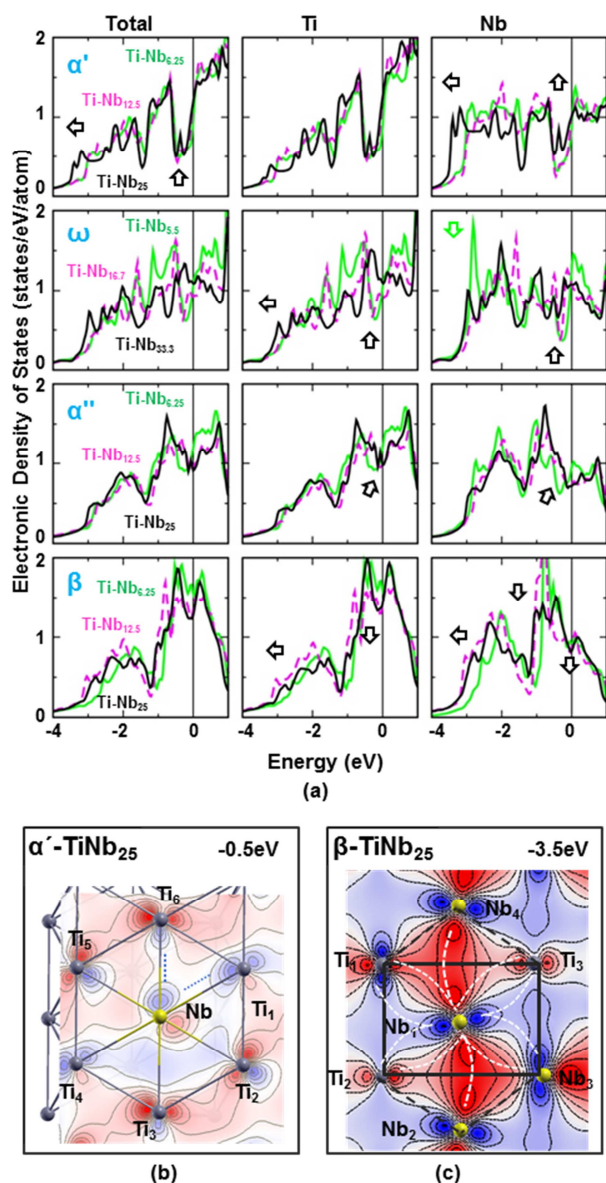 Total Ti Nb
(a)
Electronic Density of States (states/eV/atom)
2
α'
Ti-Nb6.25
Ti-Nb12.5
Ti-Nb25
1
0
2
ω
Ti-Nb5.5
Ti-Nb16.7
Ti-Nb33.3
1
0
2
α''
Ti-Nb6.25
Ti-Nb12.5
Ti-Nb25
1
0
2
β
Ti-Nb6.25
Ti-Nb12.5
Ti-Nb25
1
0
-4 -2 0 -4 -2 0 -4 -2 0
Energy (eV)
(a)
α´-TiNb25 -0.5eV
Ti6
Ti5
Ti1
Nb
Ti4
Ti2
Ti3
(b)
β-TiNb25 -3.5eV
Nb4
Ti1
Ti3
Nb1
Ti2
Nb3
Nb2
(c)